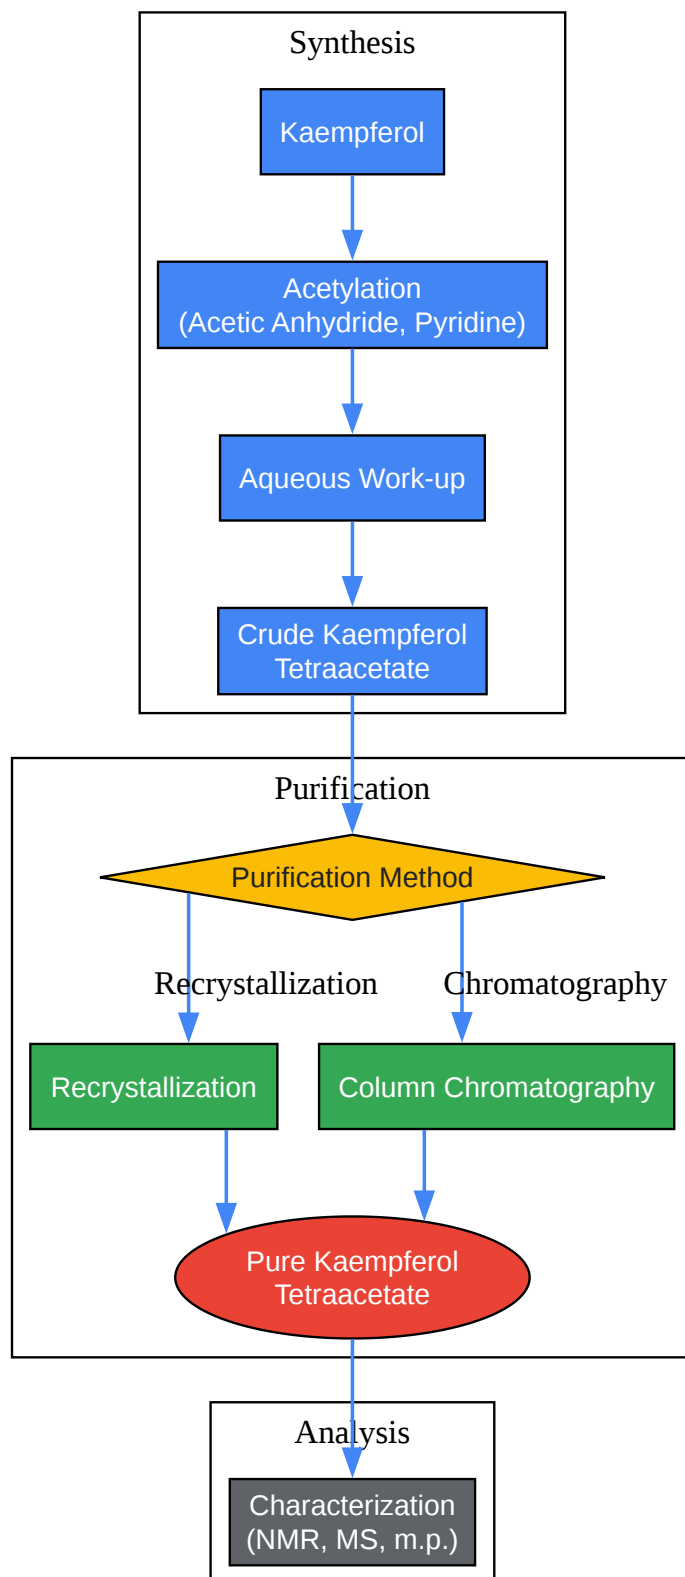 Synthesis
Kaempferol
Acetylation
(Acetic Anhydride, Pyridine)
Aqueous Work-up
Crude Kaempferol
Tetraacetate
Purification
Purification Method
Recrystallization
Chromatography
Recrystallization
Column Chromatography
Pure Kaempferol
Tetraacetate
Analysis
Characterization
(NMR, MS, m.p.)